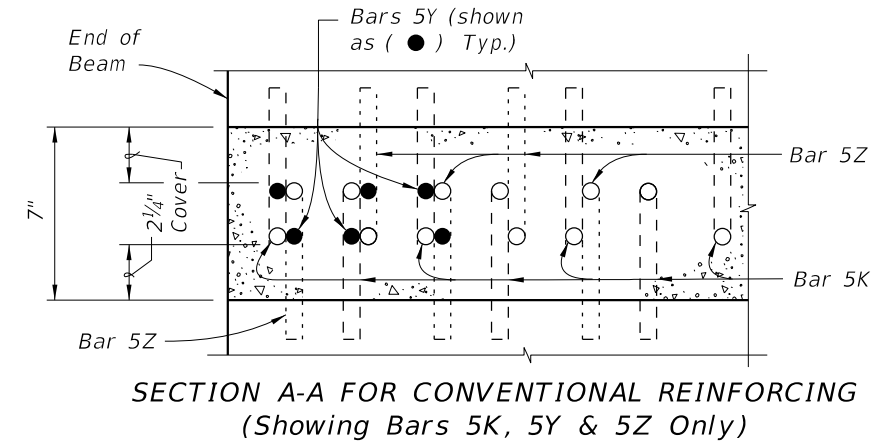 Bars 5Y (shown
as ( ● ) Typ.)
End of
Beam
Bar 5Z
7"
2¼"
Cover
Bar 5K
Bar 5Z
SECTION A-A FOR CONVENTIONAL REINFORCING
(Showing Bars 5K, 5Y & 5Z Only)